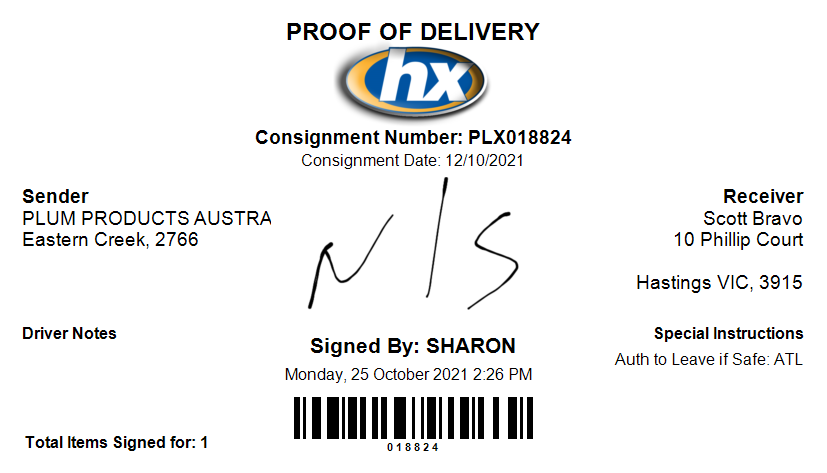 PROOF OF DELIVERY
hx
Consignment Number: PLX018824
Consignment Date: 12/10/2021
Sender
PLUM PRODUCTS AUSTRA
Eastern Creek, 2766
N/S
Receiver
Scott Bravo
10 Phillip Court
Hastings VIC, 3915
Driver Notes
Signed By: SHARON
Monday, 25 October 2021 2:26 PM
Special Instructions
Auth to Leave if Safe: ATL
018824
Total Items Signed for: 1